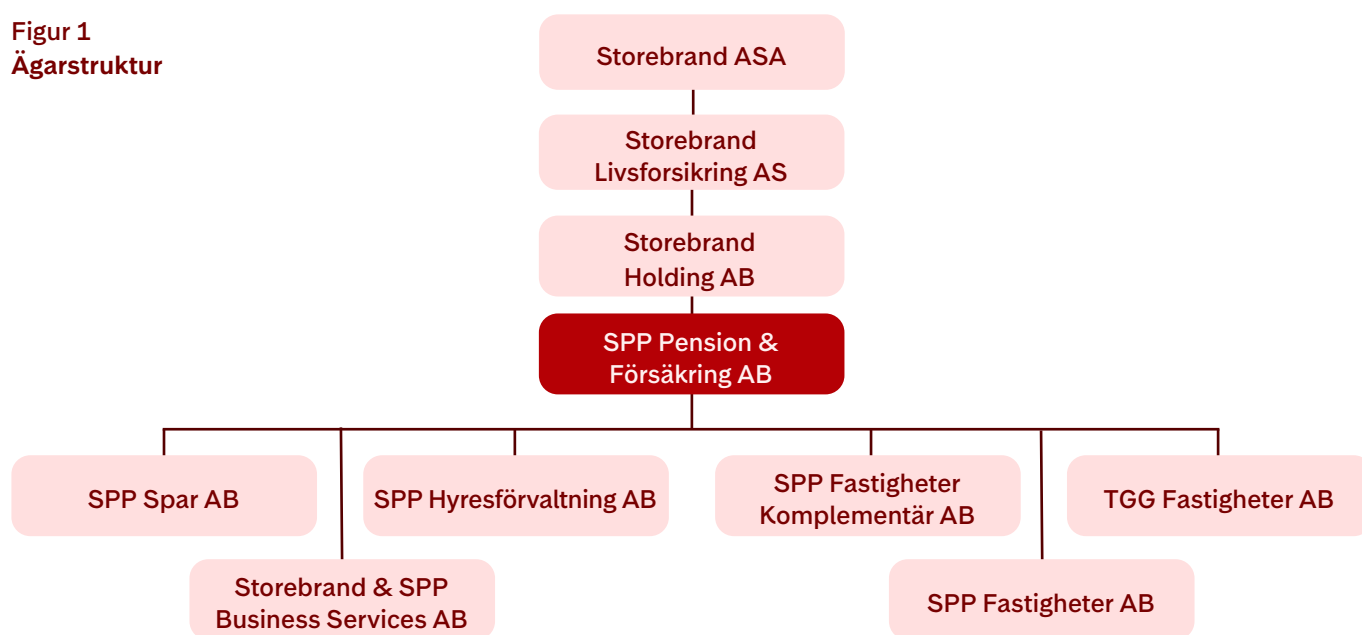 Figur 1
Ägarstruktur
Storebrand ASA
Storebrand
Livsforsikring AS
Storebrand
Holding AB
SPP Pension &
Försäkring AB
SPP Spar AB
SPP Hyresförvaltning AB
SPP Fastigheter
Komplementär AB
TGG Fastigheter AB
Storebrand & SPP
Business Services AB
SPP Fastigheter AB